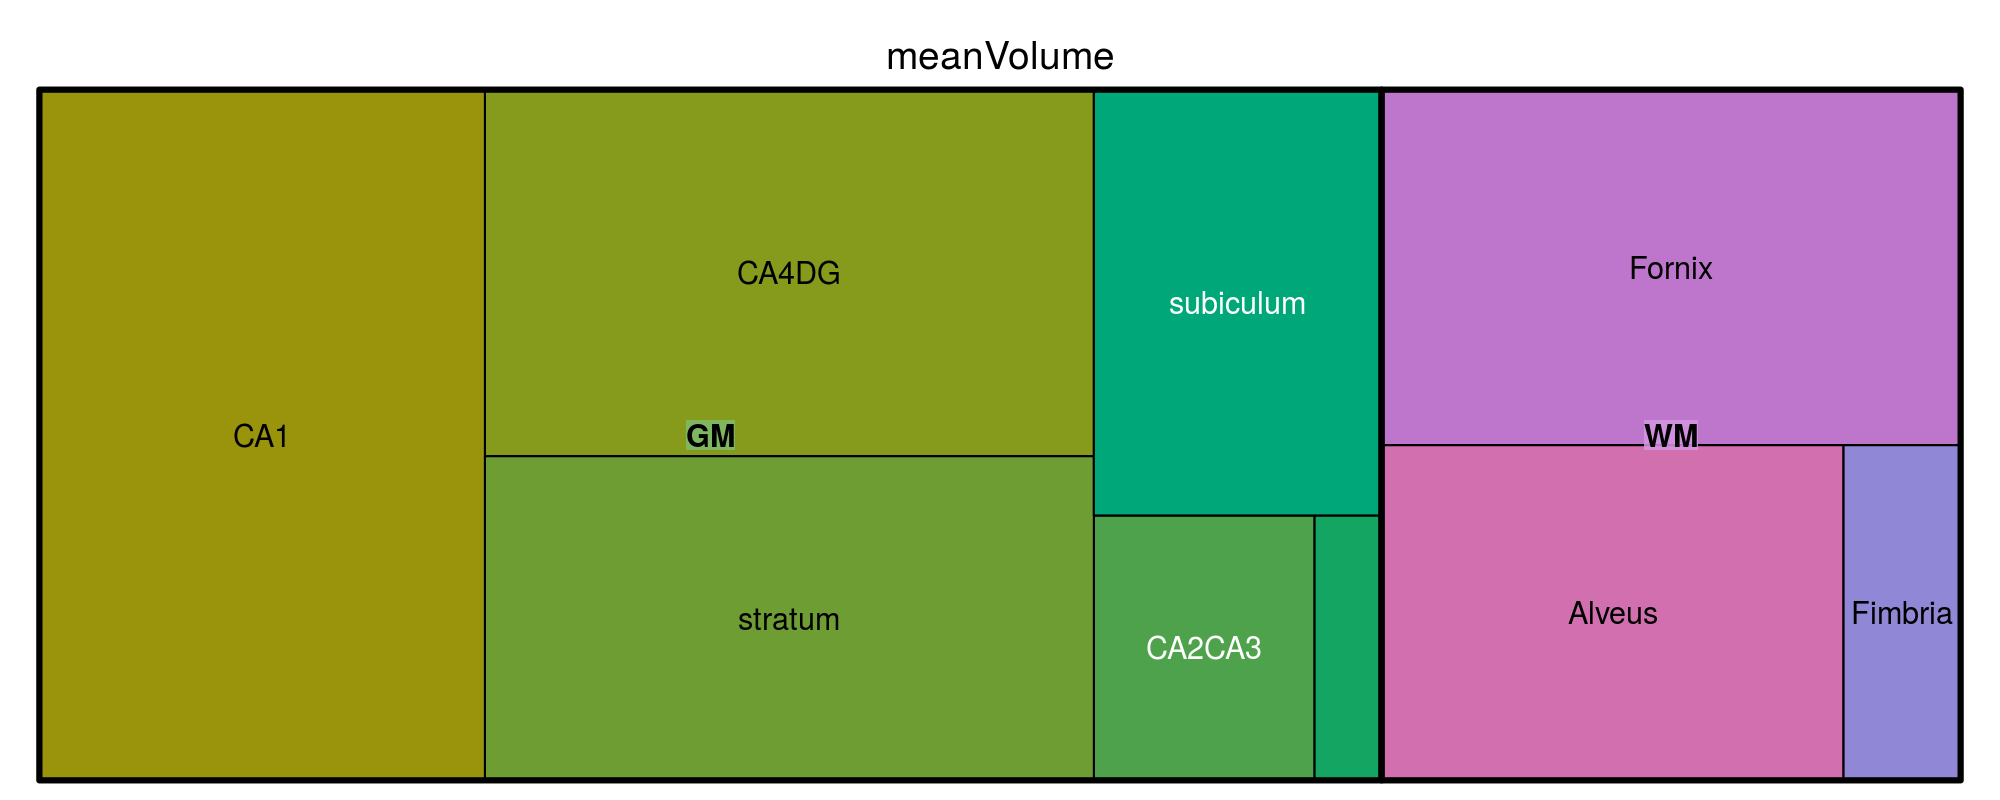 meanVolume
CA1
CA4DG
GM
stratum
subiculum
CA2CA3
Fornix
WM
Alveus
Fimbria